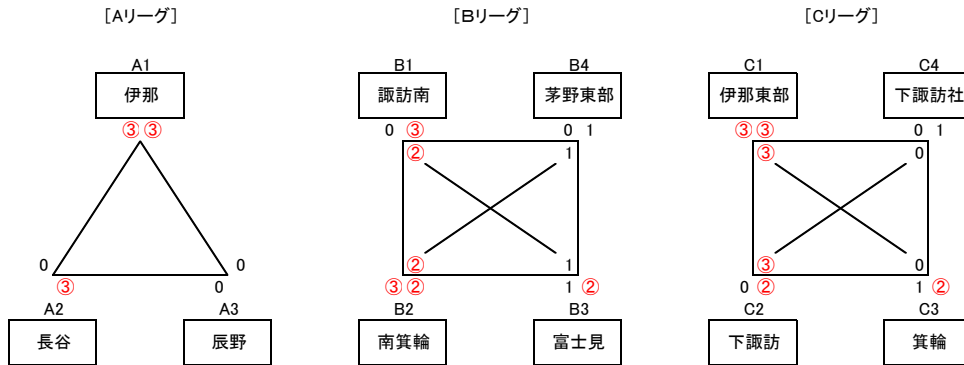 [Aリーグ] [Bリーグ] [Cリーグ]
A1 B1 B4 C1 C4
伊那 諏訪南 茅野東部 伊那東部 下諏訪社
③ ③ 0 ③ 0 1 ③ ③ 0 1
② 1 ③ 0
0 0 ② 1 ③ 0
③ 0 ③ ② 1 ② 0 ② 1 ②
A2 A3 B2 B3 C2 C3
長谷 辰野 南箕輪 富士見 下諏訪 箕輪